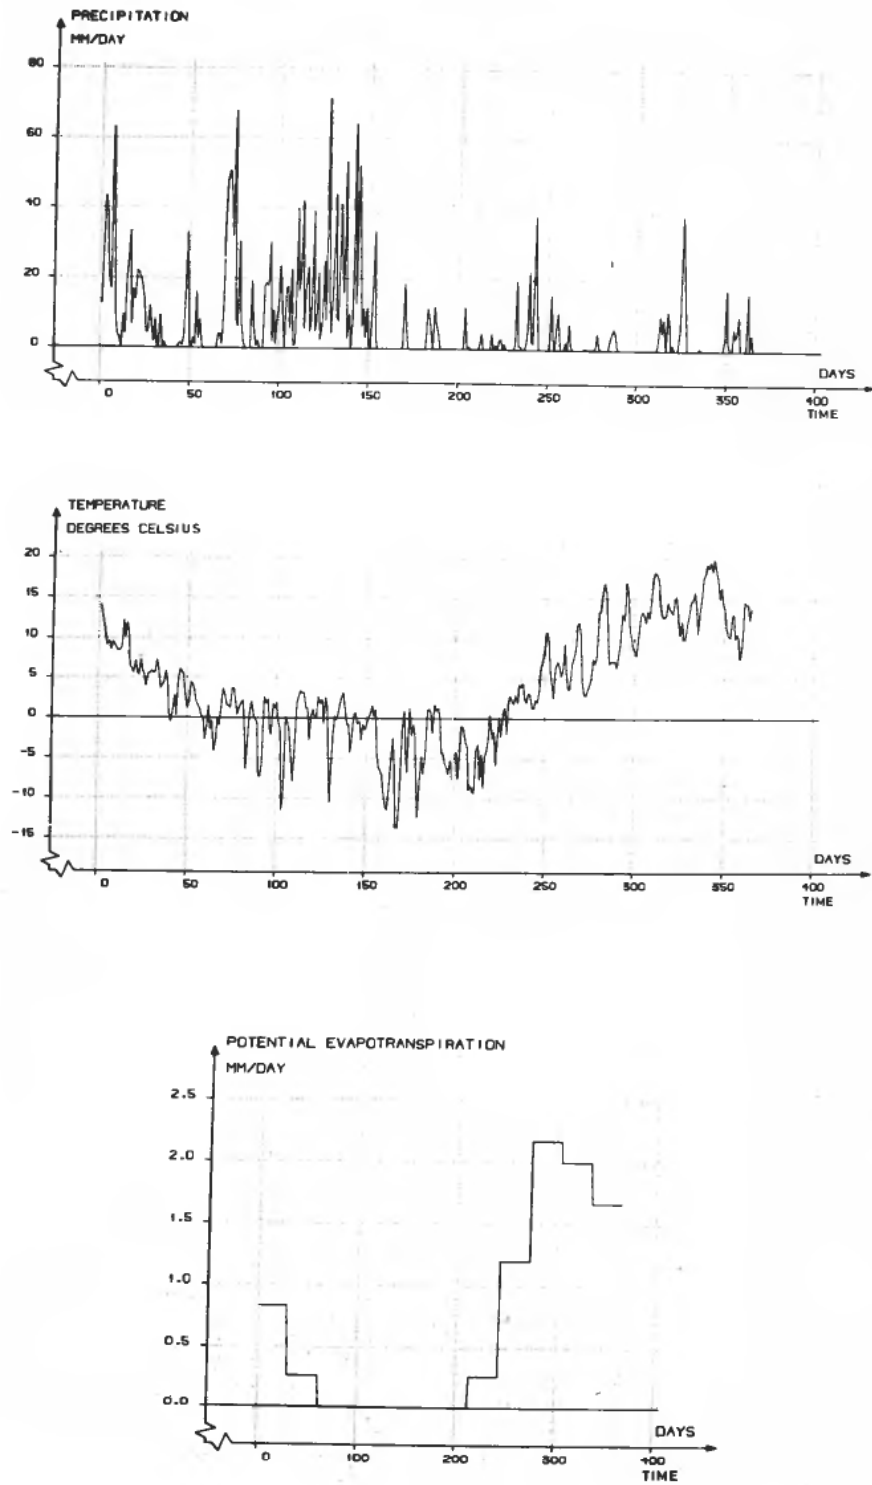 PRECIPITATION
MM/DAY
80
60
40
20
0
DAYS
0 50 100 150 200 250 300 350 400
TIME
TEMPERATURE
DEGREES CELSIUS
20
15
10
5
0
-5
-10
-15
DAYS
0 50 100 150 200 250 300 350 400
TIME
POTENTIAL EVAPOTRANSPIRATION
MM/DAY
2.5
2.0
1.5
1.0
0.5
0.0
DAYS
0 100 200 300 400
TIME